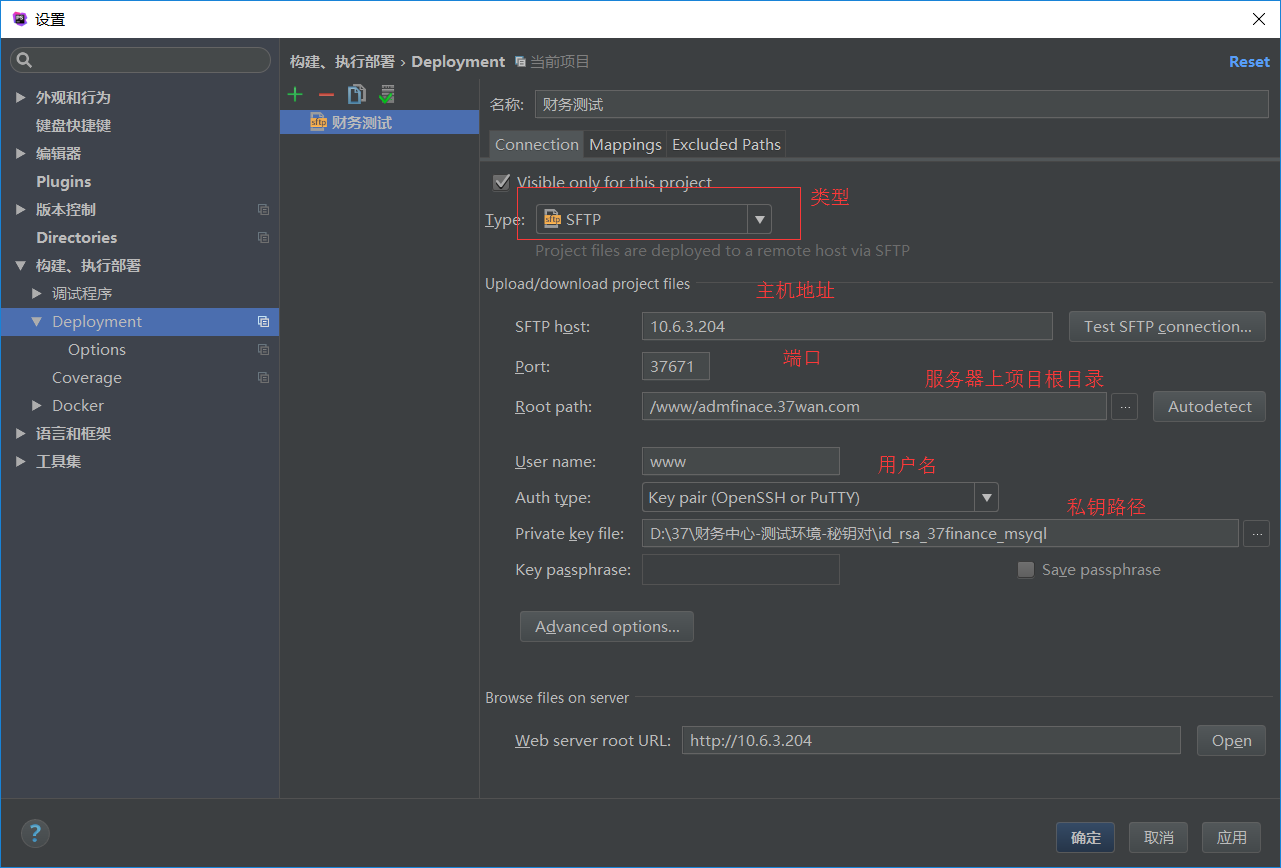 设置
构建、执行部署 › Deployment 当前项目
Reset
外观和行为
键盘快捷键
编辑器
Plugins
版本控制
Directories
构建、执行部署
调试程序
Deployment
Options
Coverage
Docker
语言和框架
工具集
sftp 财务测试
名称: 财务测试
Connection Mappings Excluded Paths
Visible only for this project
类型
Type: sftp SFTP
Project files are deployed to a remote host via SFTP
Upload/download project files
主机地址
SFTP host: 10.6.3.204 Test SFTP connection...
端口
Port: 37671
服务器上项目根目录
Root path: /www/admfinace.37wan.com ... Autodetect
User name: www 用户名
Auth type: Key pair (OpenSSH or PuTTY)
私钥路径
Private key file: D:\37\财务中心-测试环境-秘钥对\id_rsa_37finance_msyql ...
Key passphrase: Save passphrase
Advanced options...
Browse files on server
Web server root URL: http://10.6.3.204 Open
?
确定 取消 应用